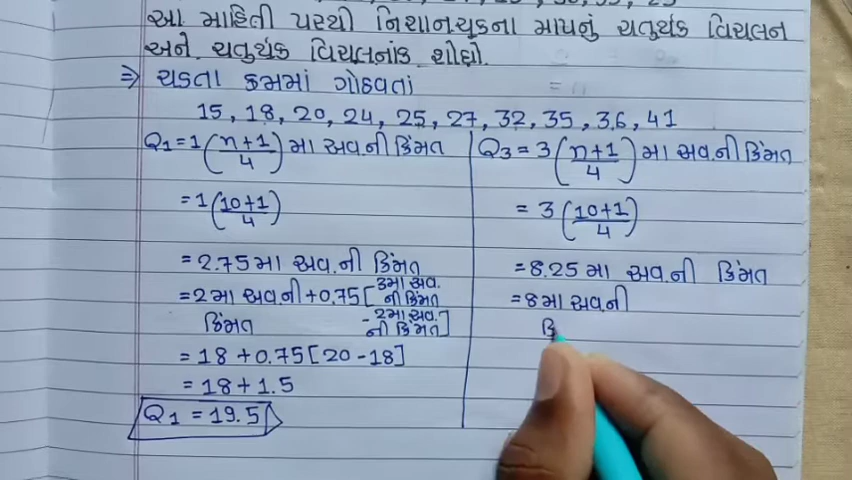 આ માહિતી પરથી નિશાનચૂકના માપનું ચતુર્થક વિચલન
અને ચતુર્થક વિચલનાંક શોધો.
⇒ ચડતા ક્રમમાં ગોઠવતાં
15, 18, 20, 24, 25, 27, 32, 35, 36, 41
Q1 = 1 (n+1/4) મા અવ.ની કિંમત
= 1 (10+1/4)
= 2.75 મા અવ.ની કિંમત
= 2 મા અવ.ની + 0.75 [3મા અવ.
ની કિંમત
કિંમત - 2મા અવ.
ની કિંમત]
= 18 + 0.75 [20 - 18]
= 18 + 1.5
Q1 = 19.5
Q3 = 3 (n+1/4) મા અવ.ની કિંમત
= 3 (10+1/4)
= 8.25 મા અવ.ની કિંમત
= 8 મા અવ.ની